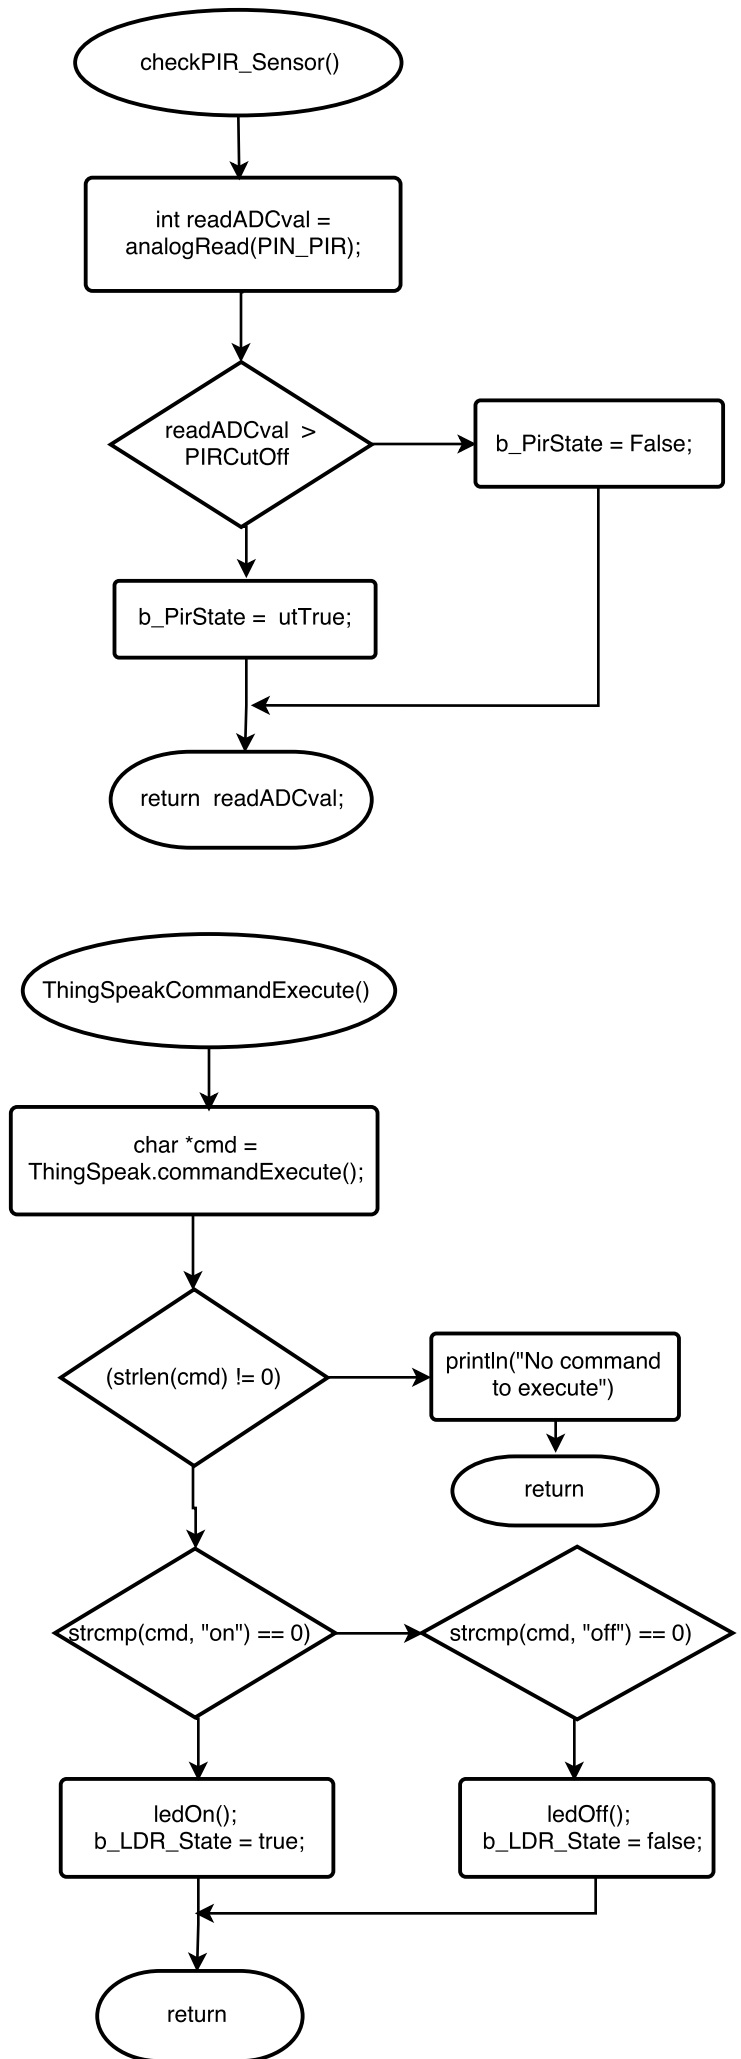 checkPIR_Sensor()
int readADCval =
analogRead(PIN_PIR);
readADCval  >
PIRCutOff
b_PirState = False;
b_PirState =  utTrue;
return  readADCval;
ThingSpeakCommandExecute()
char *cmd =
ThingSpeak.commandExecute();
(strlen(cmd) != 0)
println("No command
to execute")
return
strcmp(cmd, "on") == 0)
strcmp(cmd, "off") == 0)
ledOn();
b_LDR_State = true;
ledOff();
b_LDR_State = false;
return